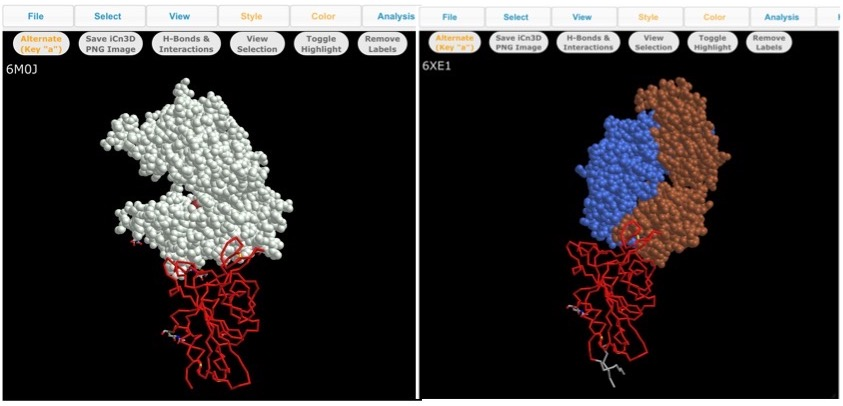 File Select View Style Color Analysis
Alternate (Key "a") Save iCn3D PNG Image H-Bonds & Interactions View Selection Toggle Highlight Remove Labels
6M0J
File Select View Style Color Analysis
Alternate (Key "a") Save iCn3D PNG Image H-Bonds & Interactions View Selection Toggle Highlight Remove Labels
6XE1